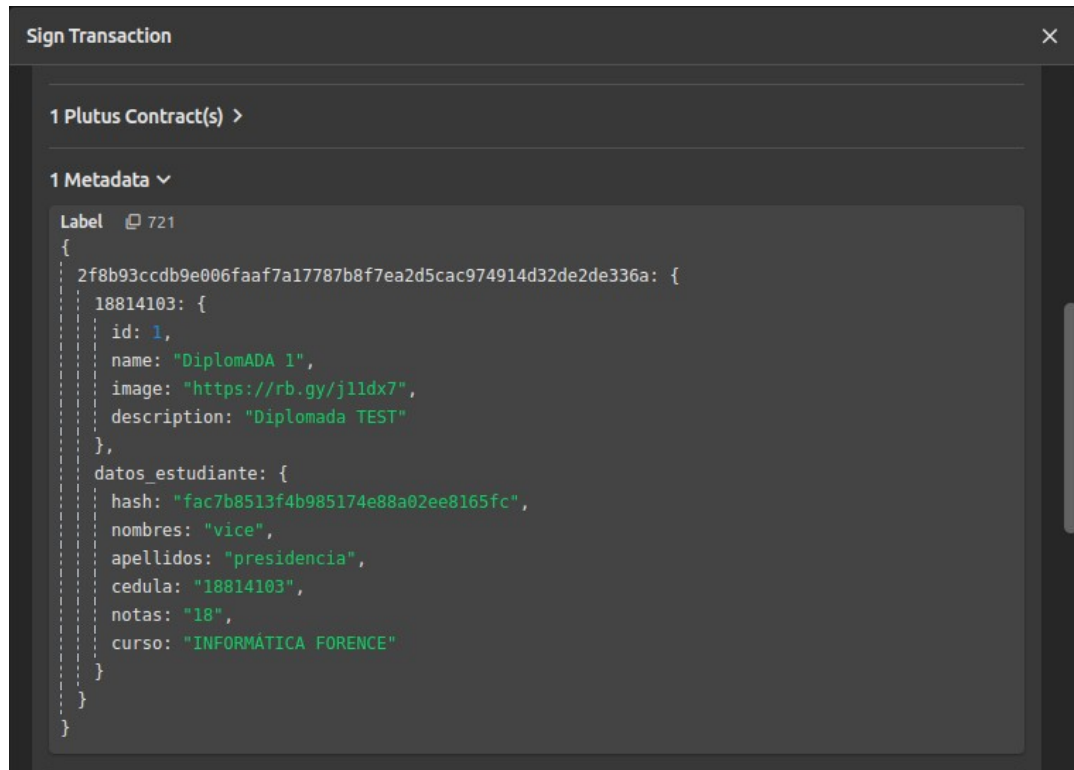 Sign Transaction
1 Plutus Contract(s)
1 Metadata
Label 721
{
2f8b93ccdb9e006faaf7a17787b8f7ea2d5cac974914d32de2de336a: {
18814103: {
id: 1,
name: "DiplomADA 1",
image: "https://rb.gy/j11dx7",
description: "Diplomada TEST"
},
datos_estudiante: {
hash: "fac7b8513f4b985174e88a02ee8165fc",
nombres: "vice",
apellidos: "presidencia",
cedula: "18814103",
notas: "18",
curso: "INFORMÁTICA FORENCE"
}
}
}